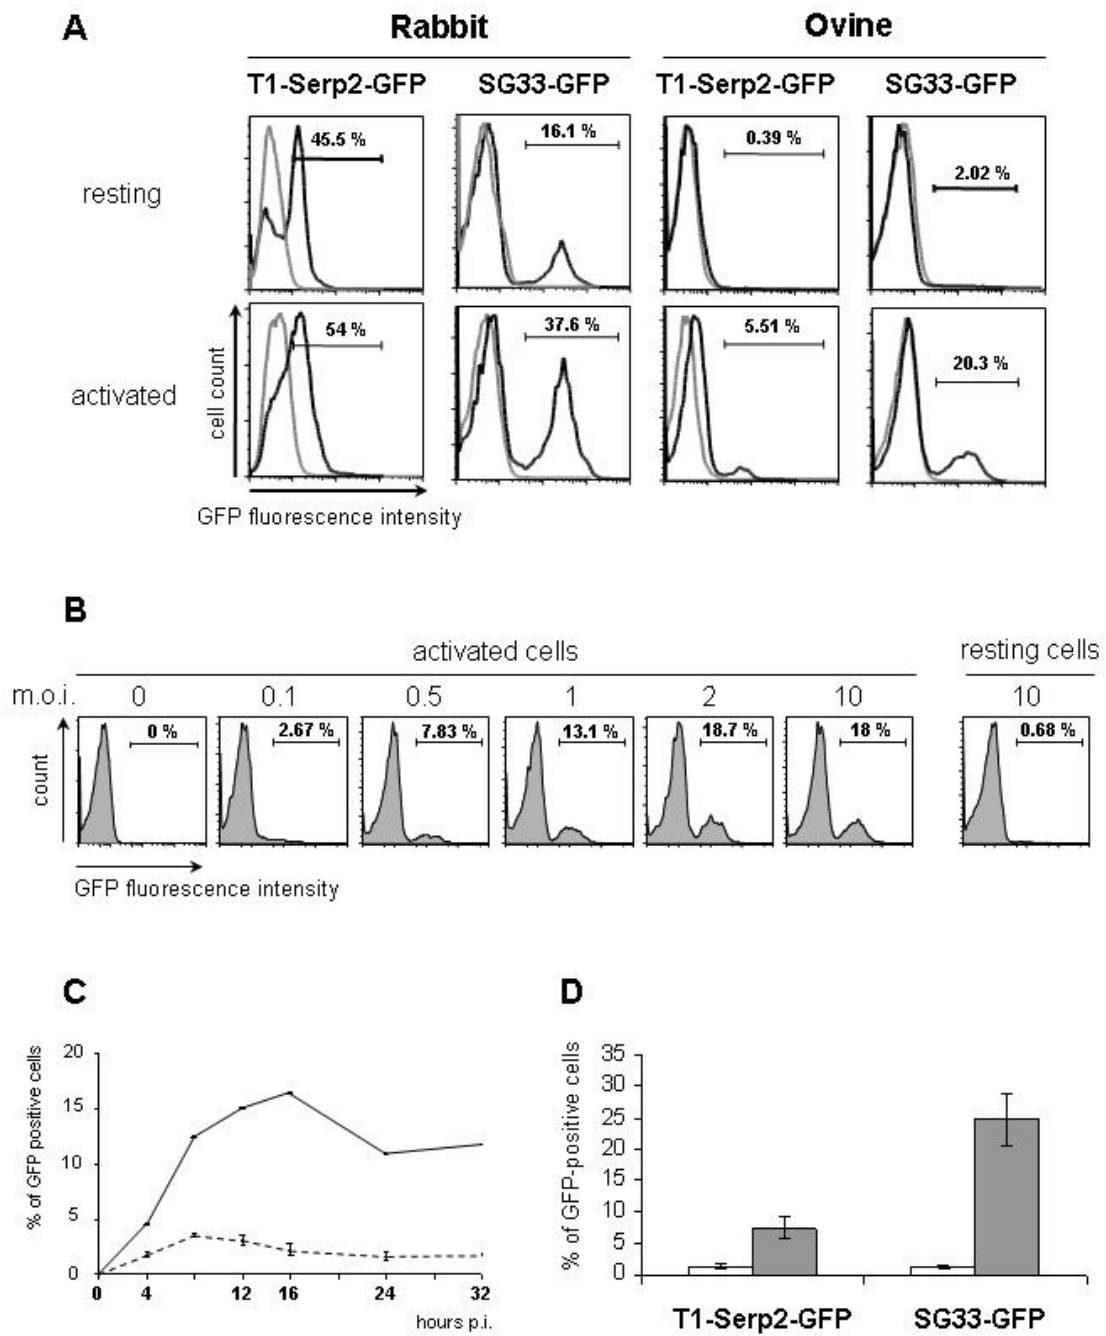 A
Rabbit Ovine
T1-Serp2-GFP SG33-GFP T1-Serp2-GFP SG33-GFP
resting
45.5 % 16.1 % 0.39 % 2.02 %
activated
cell count
54 % 37.6 % 5.51 % 20.3 %
GFP fluorescence intensity
B
activated cells resting cells
m.o.i. 0 0.1 0.5 1 2 10 10
count
0 % 2.67 % 7.83 % 13.1 % 18.7 % 18 % 0.68 %
GFP fluorescence intensity
C
% of GFP positive cells
20
15
10
5
0
0 4 8 12 16 24 32
hours p.i.
D
% of GFP-positive cells
35
30
25
20
15
10
5
0
T1-Serp2-GFP SG33-GFP